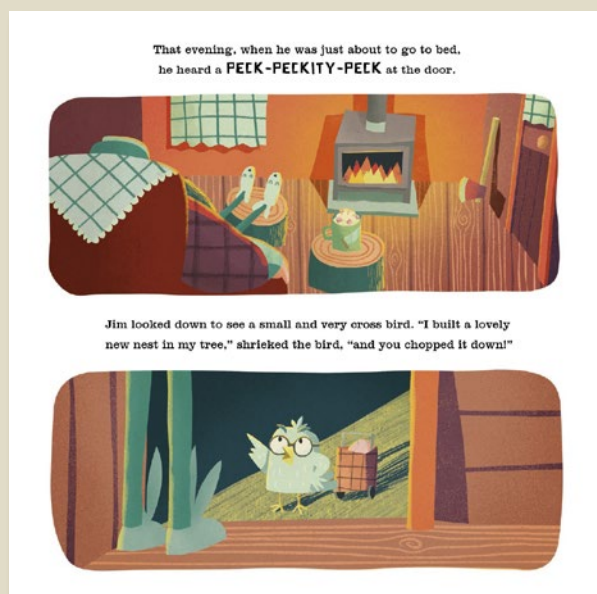 That evening, when he was just about to go to bed,
he heard a PECK-PECKITY-PECK at the door.
Jim looked down to see a small and very cross bird. “I built a lovely
new nest in my tree,” shrieked the bird, “and you chopped it down!”